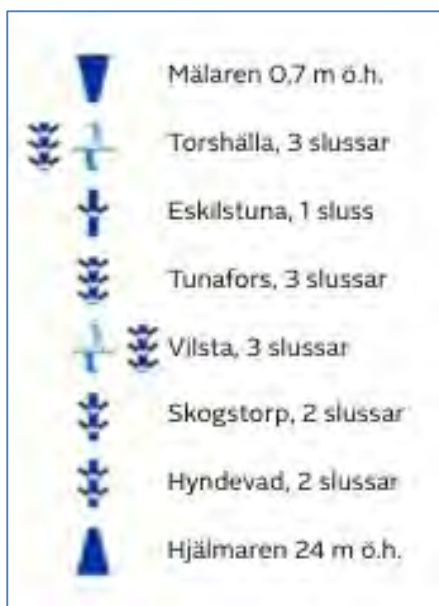 Mälaren 0,7 m ö.h.
Torshälla, 3 slussar
Eskilstuna, 1 sluss
Tunafors, 3 slussar
Vilsta, 3 slussar
Skogstorp, 2 slussar
Hyndevad, 2 slussar
Hjälmaren 24 m ö.h.